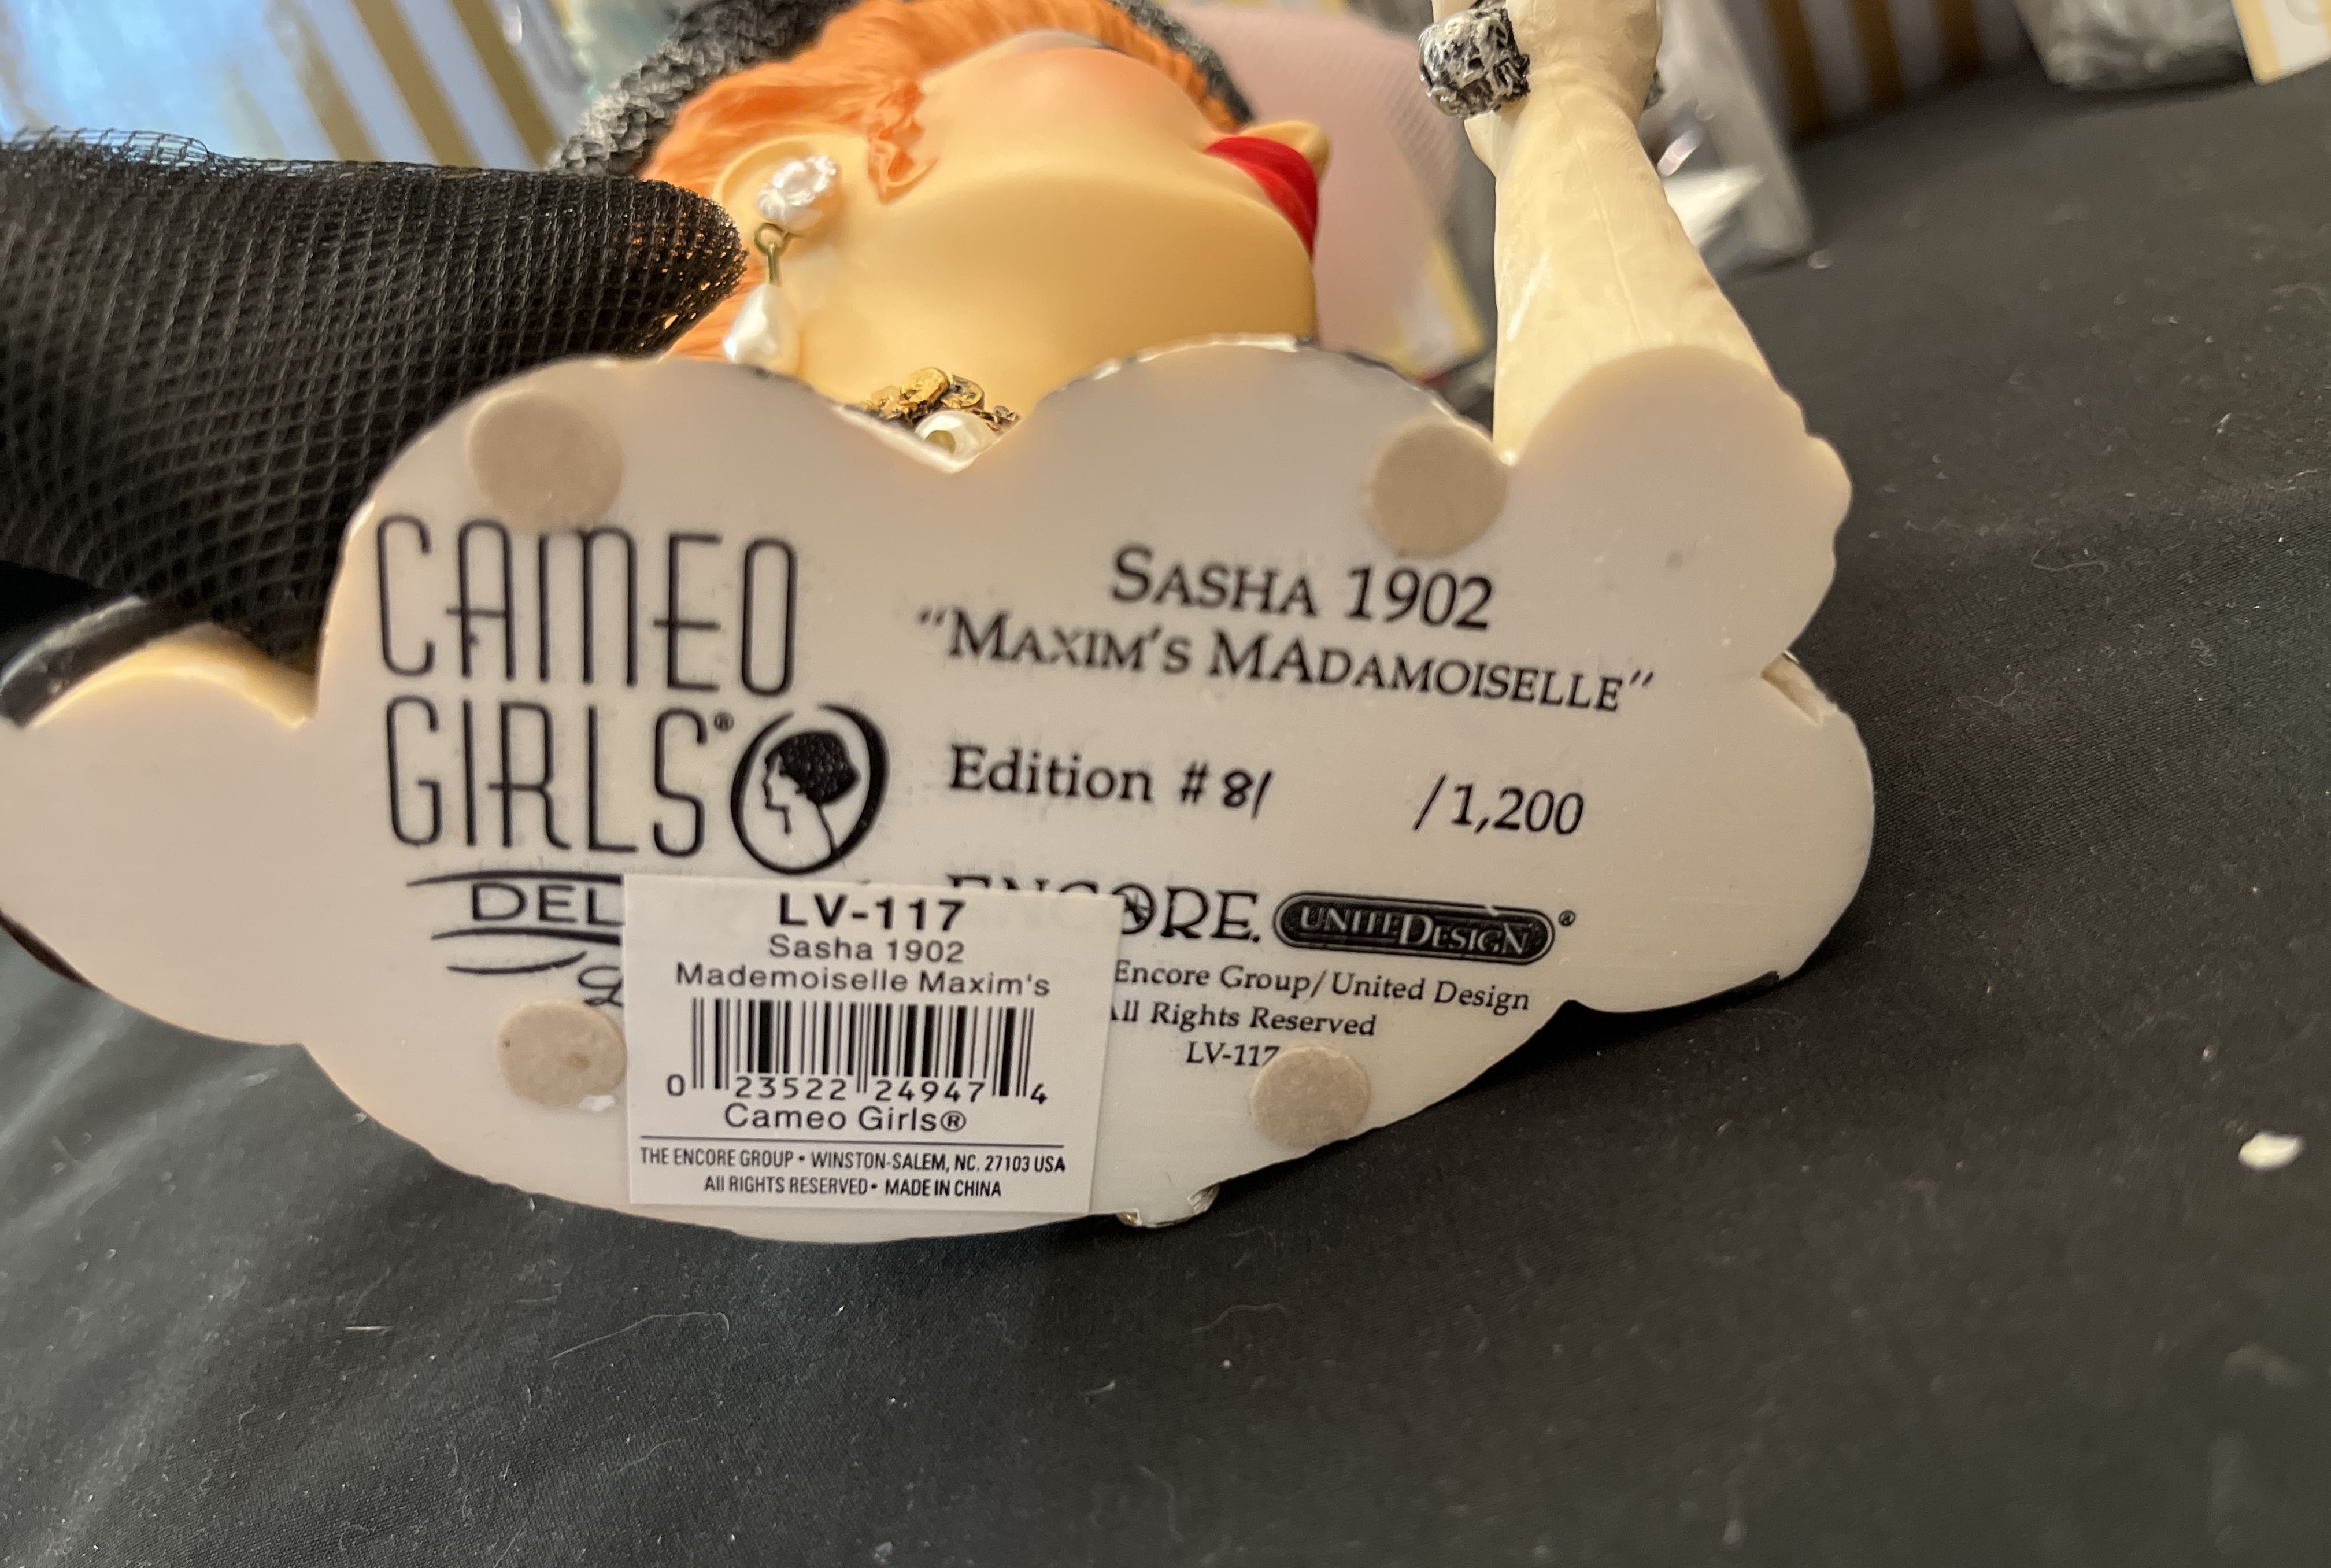 CAMEO
GIRLS®
DEL
SASHA 1902
"MAXIM'S MADAMOISELLE"
Edition # 81 /1,200
ENCORE. UNITEDESIGN®
Encore Group/United Design
All Rights Reserved
LV-117
LV-117
Sasha 1902
Mademoiselle Maxim's
0 23522 24947 4
Cameo Girls®
THE ENCORE GROUP • WINSTON-SALEM, NC. 27103 USA
All RIGHTS RESERVED • MADE IN CHINA